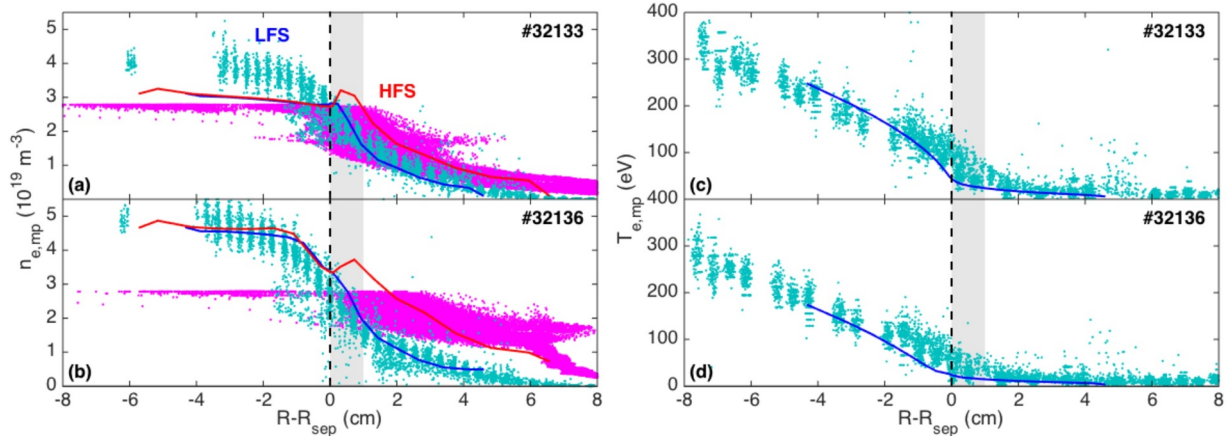 5
4
3
2
1
400
5
4
3
2
1
0
n_e,mp (10^19 m^-3)
LFS
HFS
#32133
(a)
#32136
(b)
-8 -6 -4 -2 0 2 4 6 8
R-R_sep (cm)
400
300
200
100
400
300
200
100
0
T_e,mp (eV)
#32133
(c)
#32136
(d)
-8 -6 -4 -2 0 2 4 6 8
R-R_sep (cm)